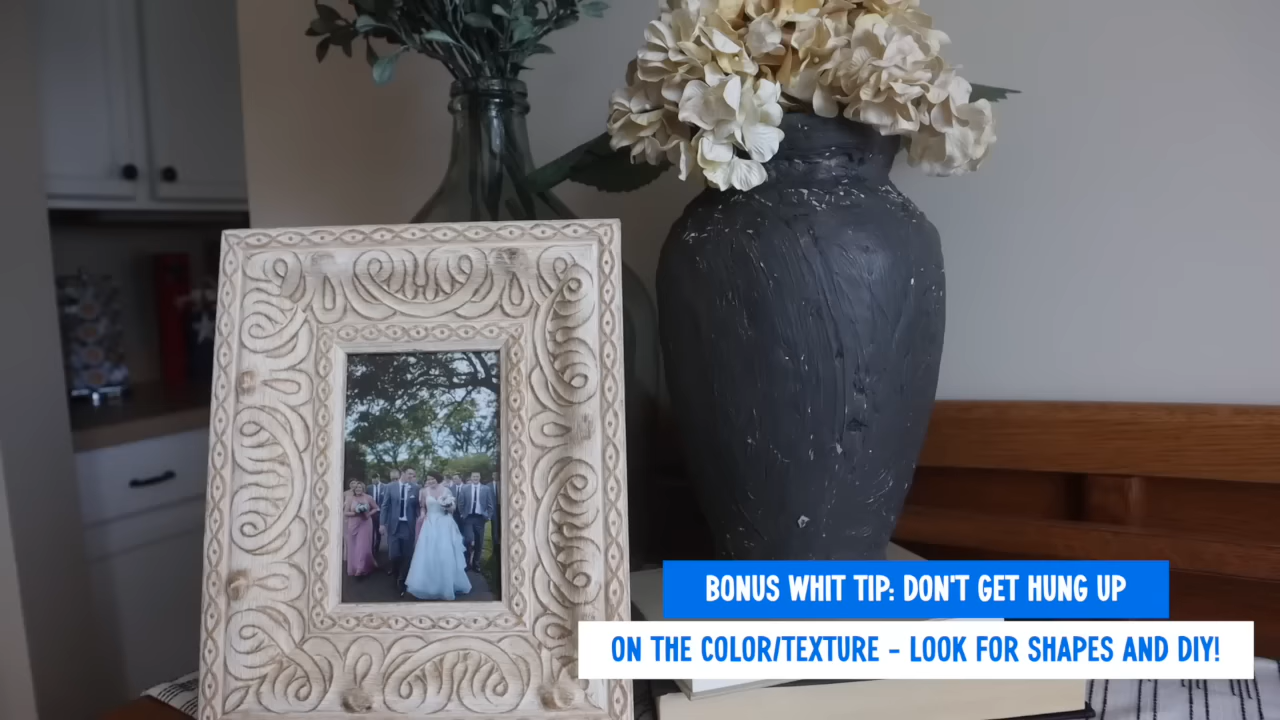 BONUS WHIT TIP: DON'T GET HUNG UP
ON THE COLOR/TEXTURE - LOOK FOR SHAPES AND DIY!